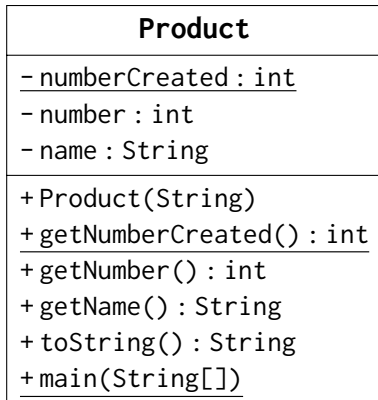 Product
- numberCreated : int
- number : int
- name : String
+ Product(String)
+ getNumberCreated() : int
+ getNumber() : int
+ getName() : String
+ toString() : String
+ main(String[])